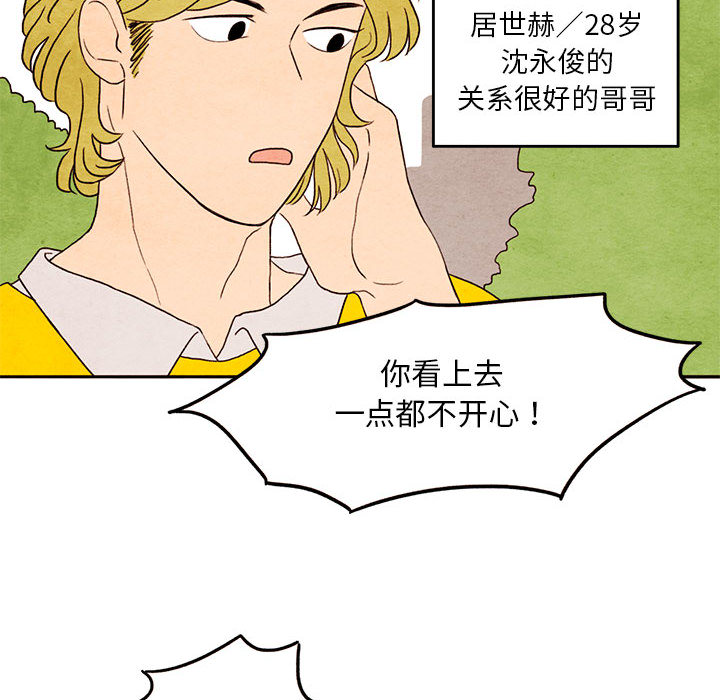 居世赫／28岁
沈永俊的
关系很好的哥哥
你看上去
一点都不开心！